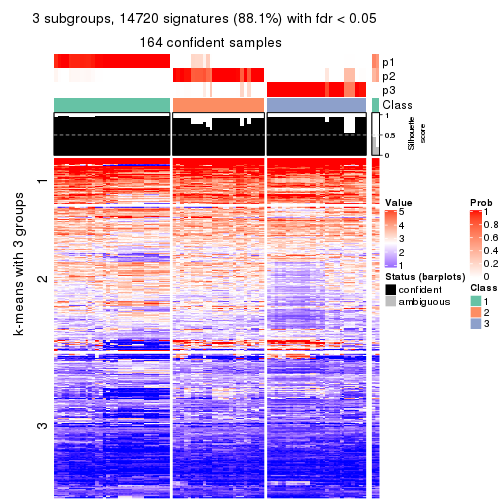 3 subgroups, 14720 signatures (88.1%) with fdr < 0.05
164 confident samples
p1
p2
p3
Class
1
0.5
0
Silhouette
score
k-means with 3 groups
1
2
3
Value
5
4
3
2
1
Status (barplots)
confident
ambiguous
Prob
1
0.8
0.6
0.4
0.2
0
Class
1
2
3